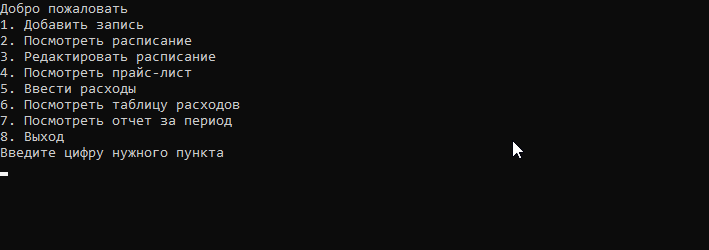 Добро пожаловать
1. Добавить запись
2. Посмотреть расписание
3. Редактировать расписание
4. Посмотреть прайс-лист
5. Ввести расходы
6. Посмотреть таблицу расходов
7. Посмотреть отчет за период
8. Выход
Введите цифру нужного пункта